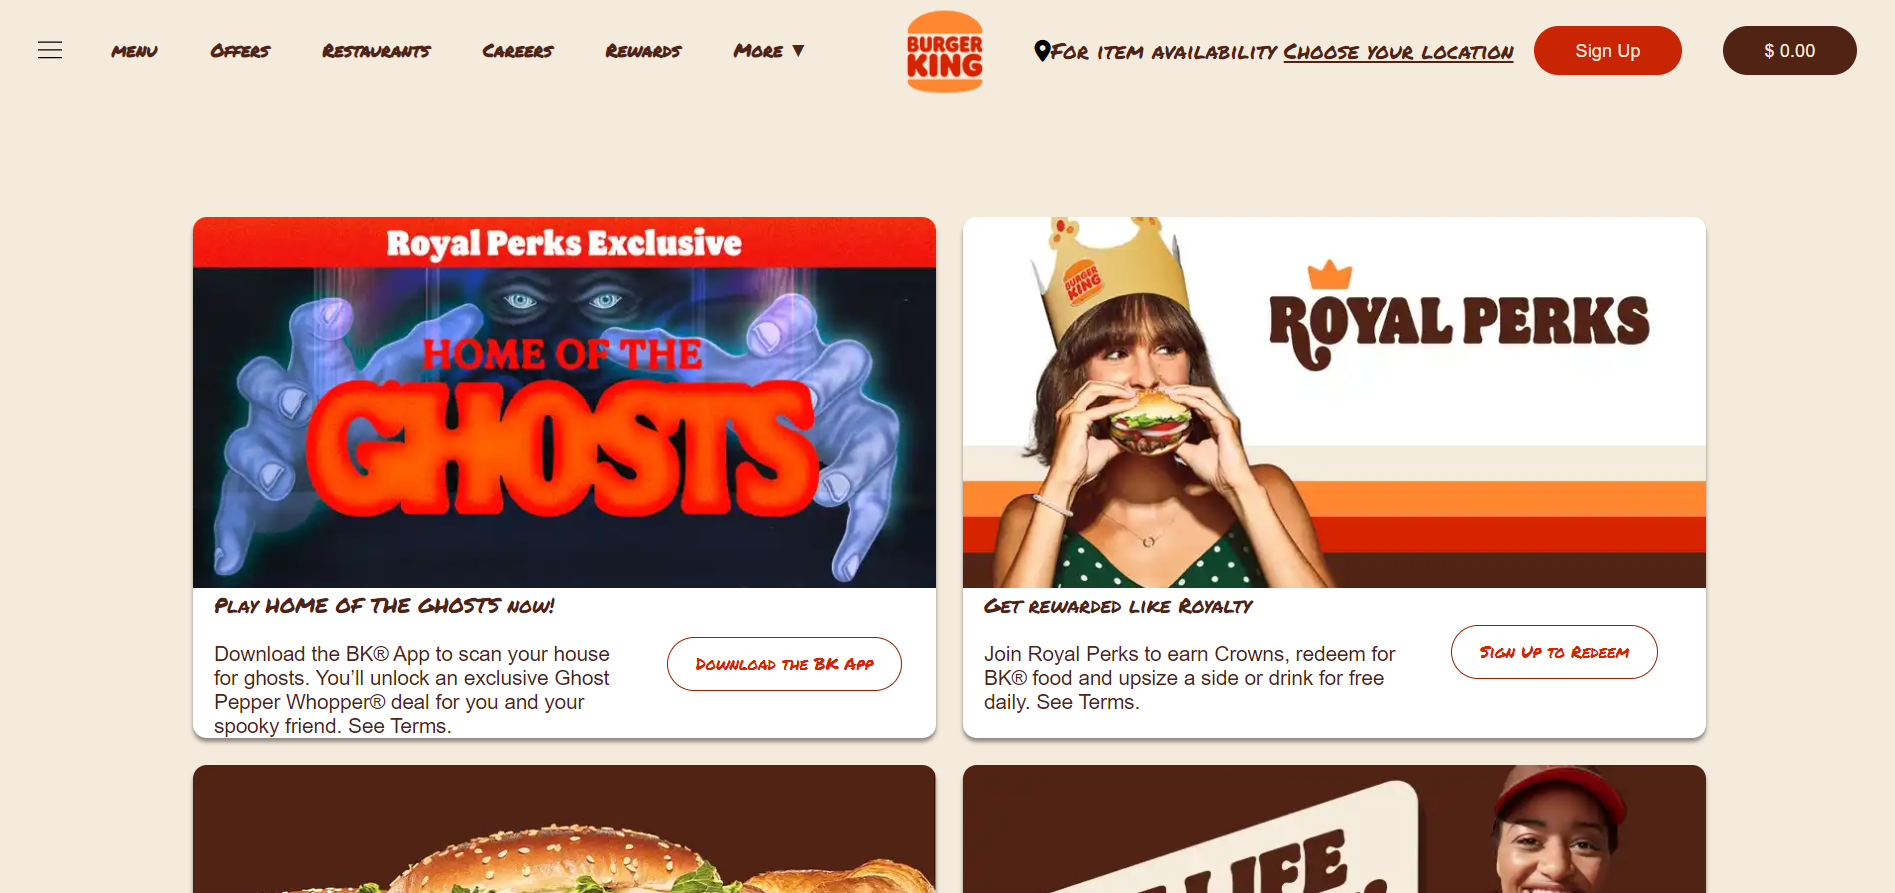 MENU
OFFERS
RESTAURANTS
CAREERS
REWARDS
MORE ▼
BURGER
KING
FOR ITEM AVAILABILITY CHOOSE YOUR LOCATION
Sign Up
$ 0.00
Royal Perks Exclusive
HOME OF THE
GHOSTS
PLAY HOME OF THE GHOSTS NOW!
Download the BK® App to scan your house
for ghosts. You’ll unlock an exclusive Ghost
Pepper Whopper® deal for you and your
spooky friend. See Terms.
DOWNLOAD THE BK APP
BURGER
KING
ROYAL PERKS
GET REWARDED LIKE ROYALTY
Join Royal Perks to earn Crowns, redeem for
BK® food and upsize a side or drink for free
daily. See Terms.
SIGN UP TO REDEEM
LIFE